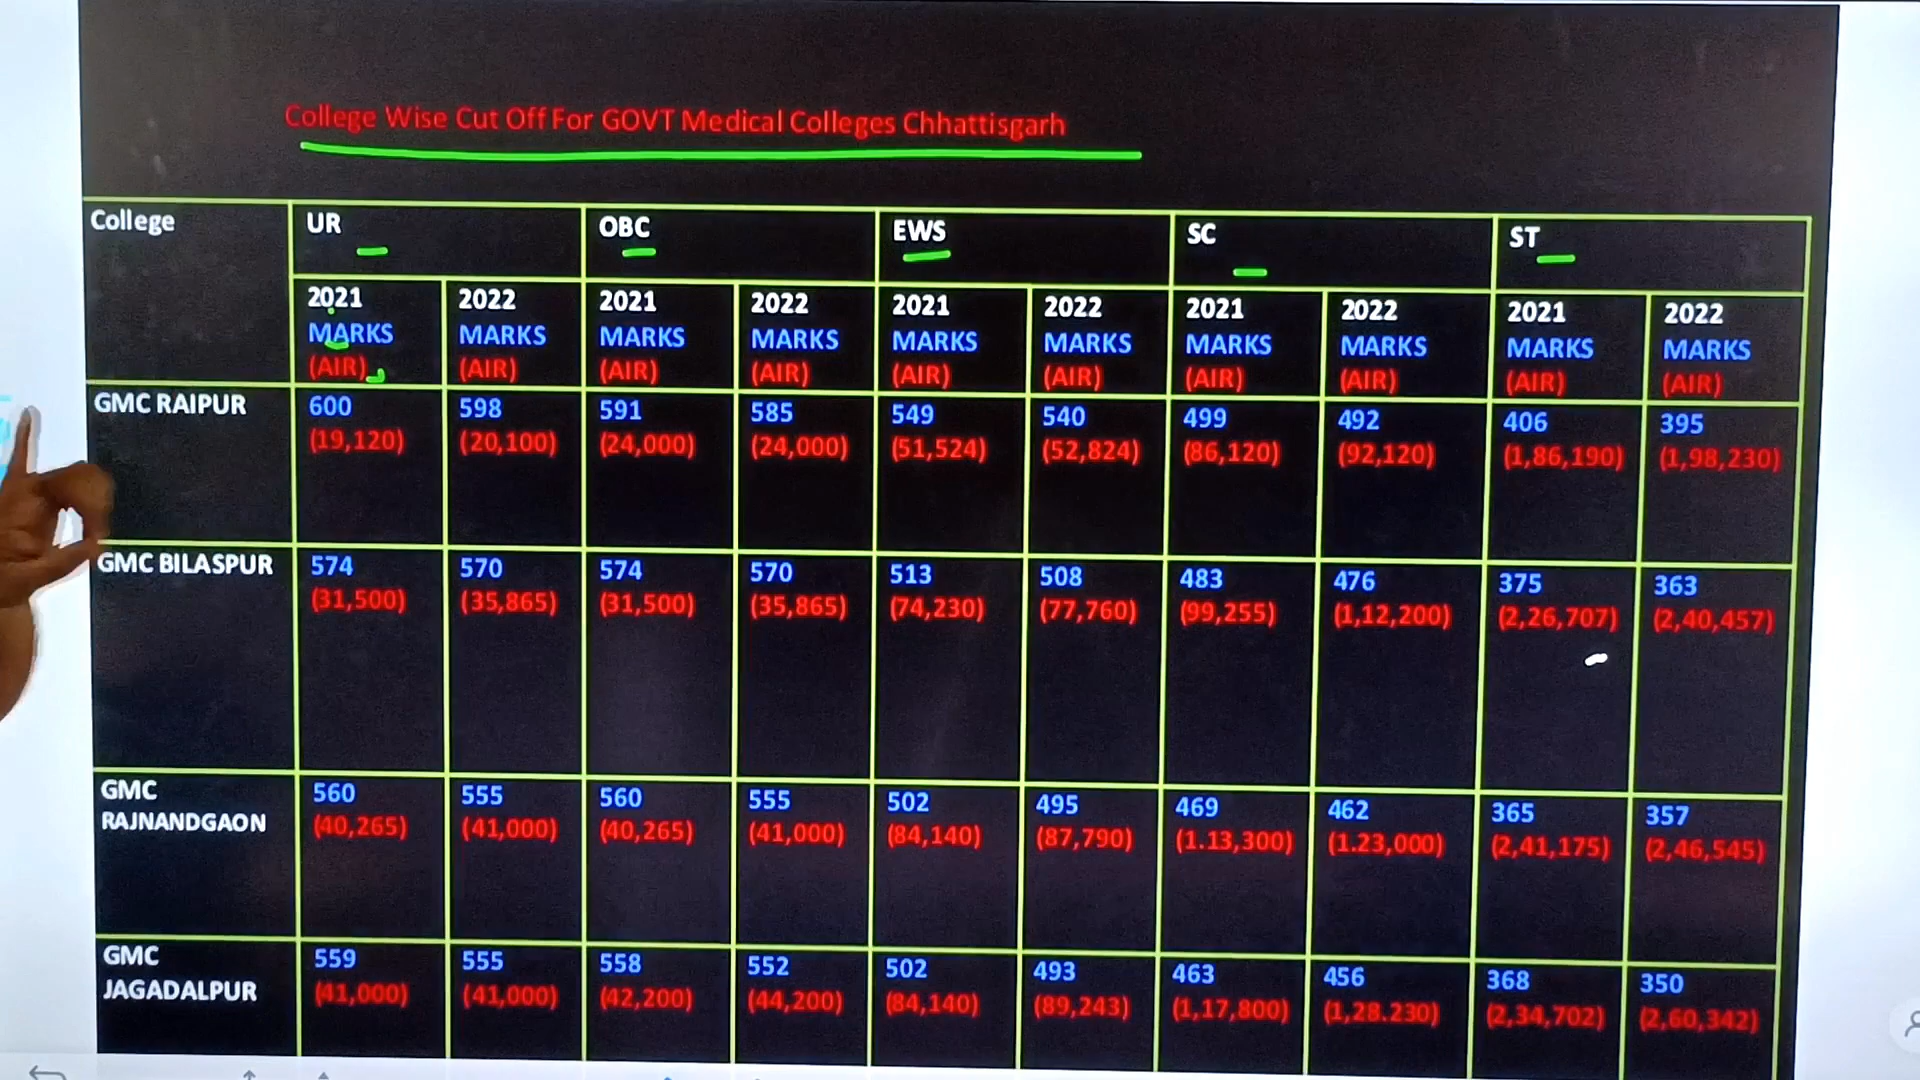 College Wise Cut Off For GOVT Medical Colleges Chhattisgarh
College UR OBC EWS SC ST
2021 2022 2021 2022 2021 2022 2021 2022 2021 2022
MARKS MARKS MARKS MARKS MARKS MARKS MARKS MARKS MARKS MARKS
(AIR) (AIR) (AIR) (AIR) (AIR) (AIR) (AIR) (AIR) (AIR) (AIR)
GMC RAIPUR 600 598 591 585 549 540 499 492 406 395
(19,120) (20,100) (24,000) (24,000) (51,524) (52,824) (86,120) (92,120) (1,86,190) (1,98,230)
GMC BILASPUR 574 570 574 570 513 508 483 476 375 363
(31,500) (35,865) (31,500) (35,865) (74,230) (77,760) (99,255) (1,12,200) (2,26,707) (2,40,457)
GMC 560 555 560 555 502 495 469 462 365 357
RAJNANDGAON (40,265) (41,000) (40,265) (41,000) (84,140) (87,790) (1.13,300) (1.23,000) (2,41,175) (2,46,545)
GMC 559 555 558 552 502 493 463 456 368 350
JAGADALPUR (41,000) (41,000) (42,200) (44,200) (84,140) (89,243) (1,17,800) (1,28.230) (2,34,702) (2,60,342)